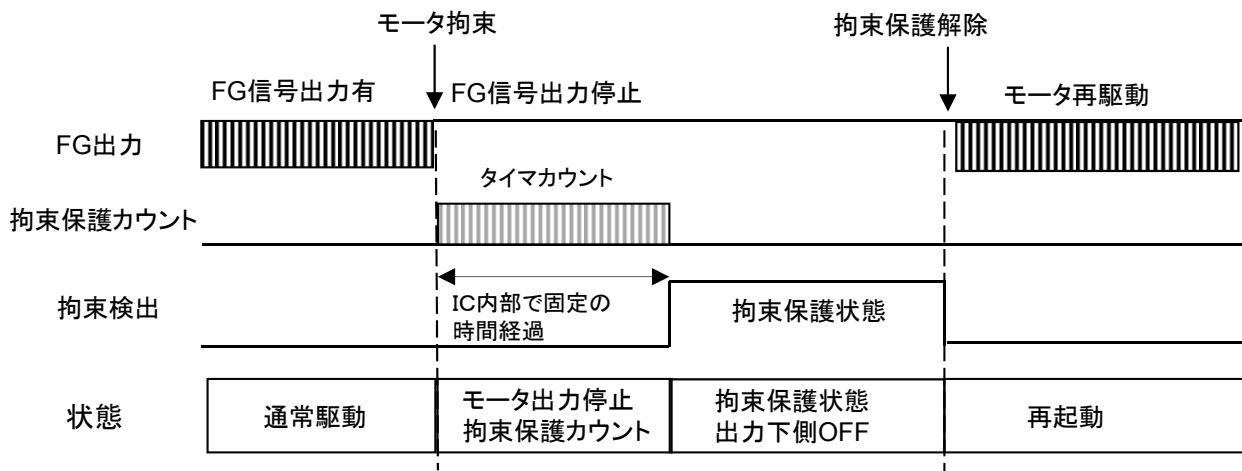 モータ拘束
拘束保護解除
FG信号出力有
FG信号出力停止
モータ再駆動
FG出力
タイマカウント
拘束保護カウント
IC内部で固定の
時間経過
拘束検出
拘束保護状態
状態
通常駆動
モータ出力停止
拘束保護カウント
拘束保護状態
出力下側OFF
再起動